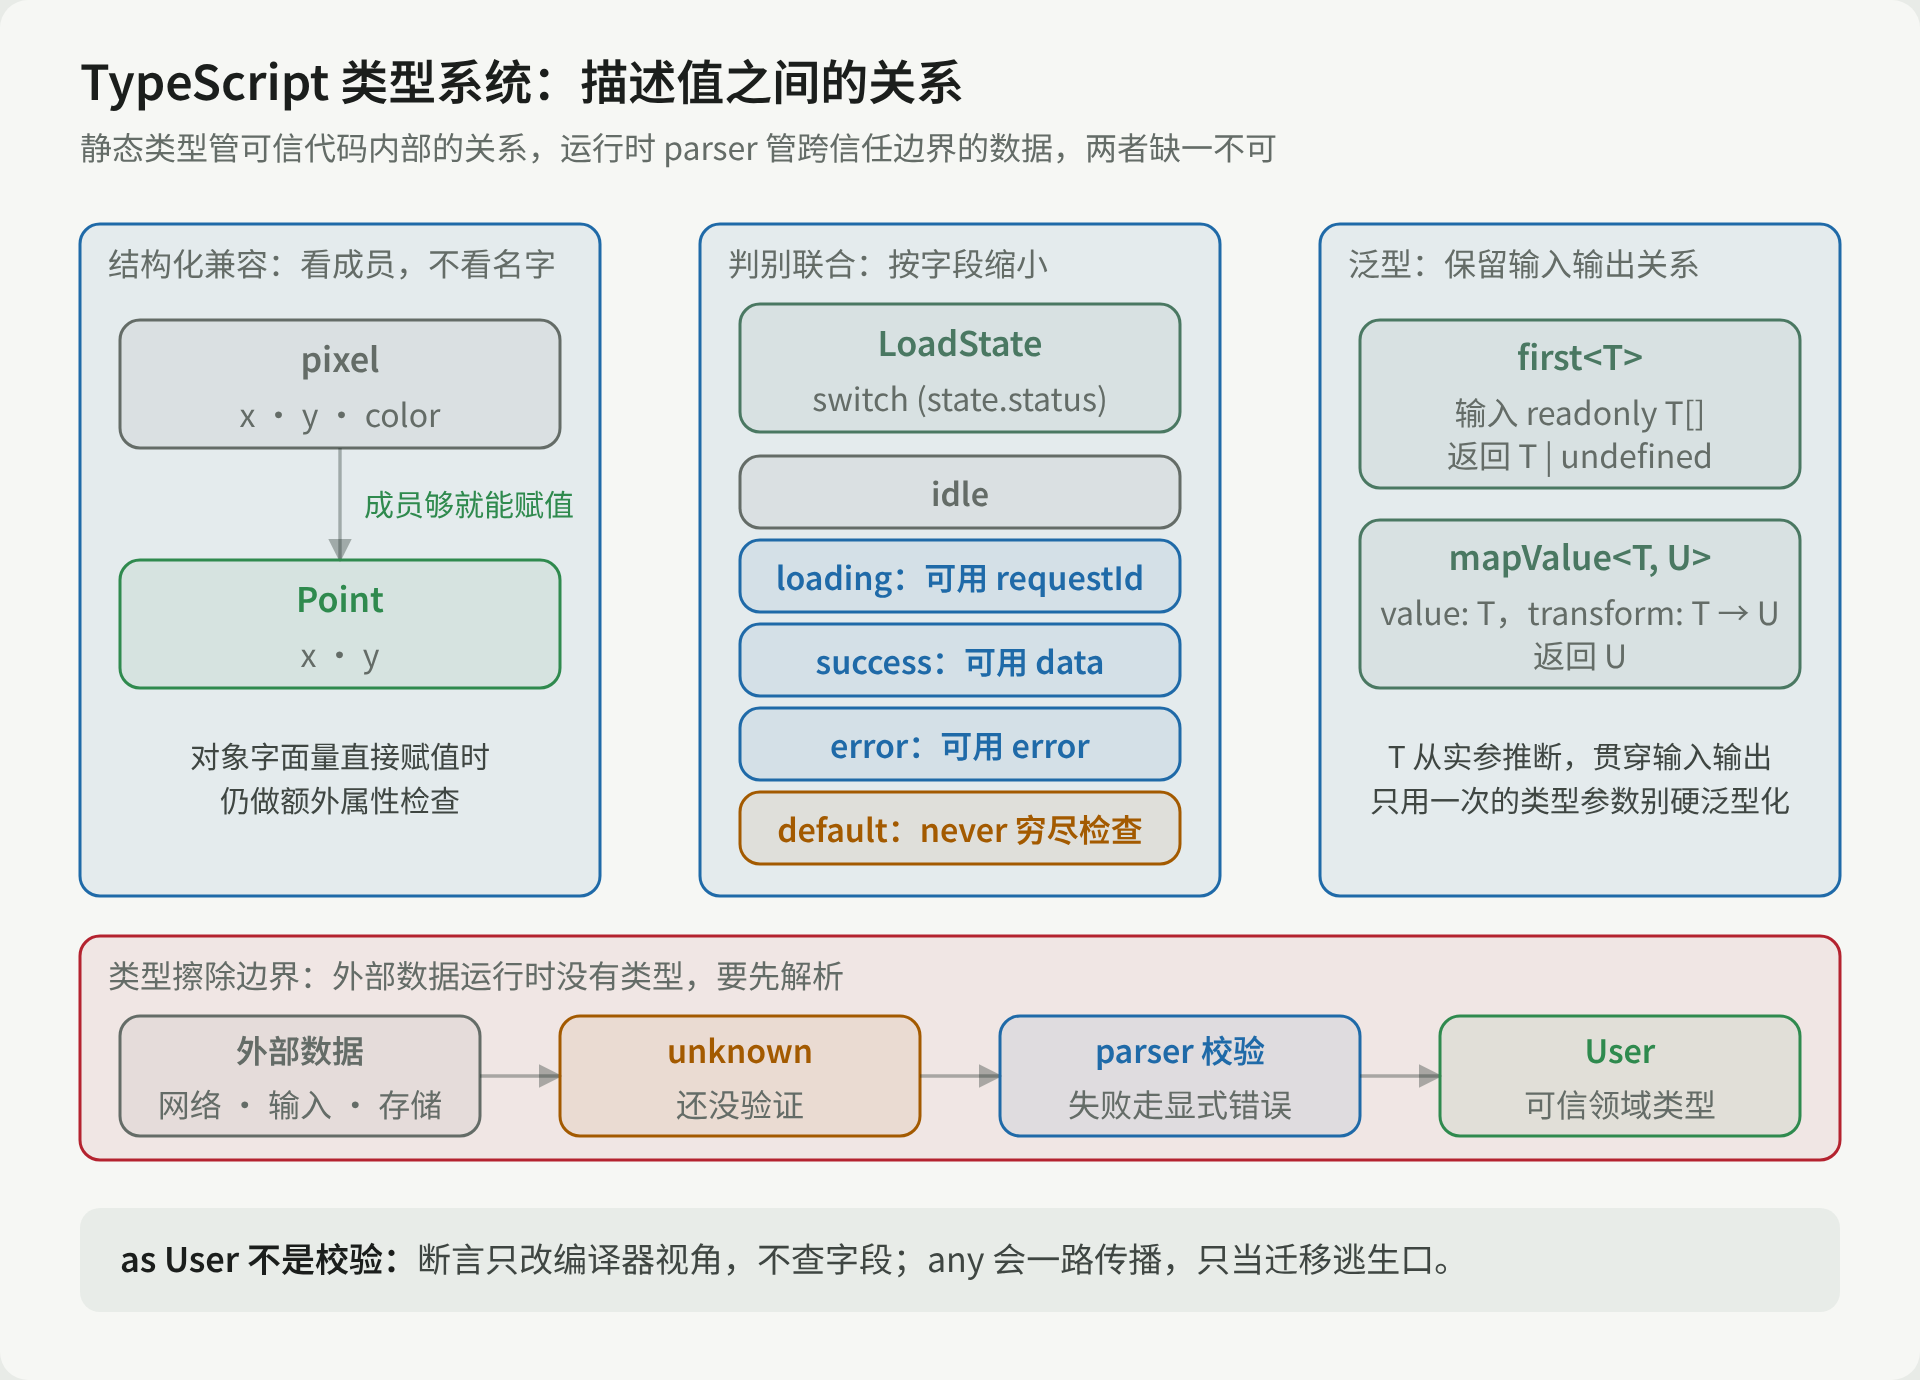 TypeScript 类型系统：描述值之间的关系
静态类型管可信代码内部的关系，运行时 parser 管跨信任边界的数据，两者缺一不可
结构化兼容：看成员，不看名字
pixel
x · y · color
成员够就能赋值
Point
x · y
对象字面量直接赋值时
仍做额外属性检查
判别联合：按字段缩小
LoadState
switch (state.status)
idle
loading：可用 requestId
success：可用 data
error：可用 error
default：never 穷尽检查
泛型：保留输入输出关系
first<T>
输入 readonly T[]
返回 T | undefined
mapValue<T, U>
value: T，transform: T → U
返回 U
T 从实参推断，贯穿输入输出
只用一次的类型参数别硬泛型化
类型擦除边界：外部数据运行时没有类型，要先解析
外部数据
网络 · 输入 · 存储
unknown
还没验证
parser 校验
失败走显式错误
User
可信领域类型
as User 不是校验：断言只改编译器视角，不查字段；any 会一路传播，只当迁移逃生口。